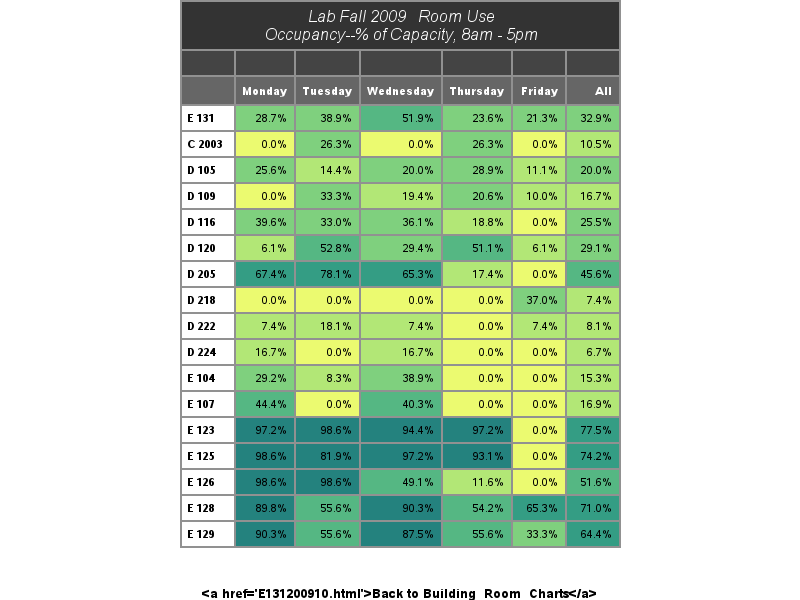 Lab Fall 2009 Room Use
Occupancy--% of Capacity, 8am - 5pm
Monday Tuesday Wednesday Thursday Friday All
E 131 28.7% 38.9% 51.9% 23.6% 21.3% 32.9%
C 2003 0.0% 26.3% 0.0% 26.3% 0.0% 10.5%
D 105 25.6% 14.4% 20.0% 28.9% 11.1% 20.0%
D 109 0.0% 33.3% 19.4% 20.6% 10.0% 16.7%
D 116 39.6% 33.0% 36.1% 18.8% 0.0% 25.5%
D 120 6.1% 52.8% 29.4% 51.1% 6.1% 29.1%
D 205 67.4% 78.1% 65.3% 17.4% 0.0% 45.6%
D 218 0.0% 0.0% 0.0% 0.0% 37.0% 7.4%
D 222 7.4% 18.1% 7.4% 0.0% 7.4% 8.1%
D 224 16.7% 0.0% 16.7% 0.0% 0.0% 6.7%
E 104 29.2% 8.3% 38.9% 0.0% 0.0% 15.3%
E 107 44.4% 0.0% 40.3% 0.0% 0.0% 16.9%
E 123 97.2% 98.6% 94.4% 97.2% 0.0% 77.5%
E 125 98.6% 81.9% 97.2% 93.1% 0.0% 74.2%
E 126 98.6% 98.6% 49.1% 11.6% 0.0% 51.6%
E 128 89.8% 55.6% 90.3% 54.2% 65.3% 71.0%
E 129 90.3% 55.6% 87.5% 55.6% 33.3% 64.4%
<a href='E131200910.html'>Back to Building Room Charts</a>